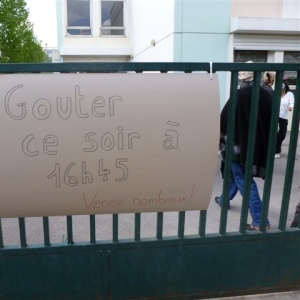 Gouter
ce soir à
16h45
Venez nombreux!